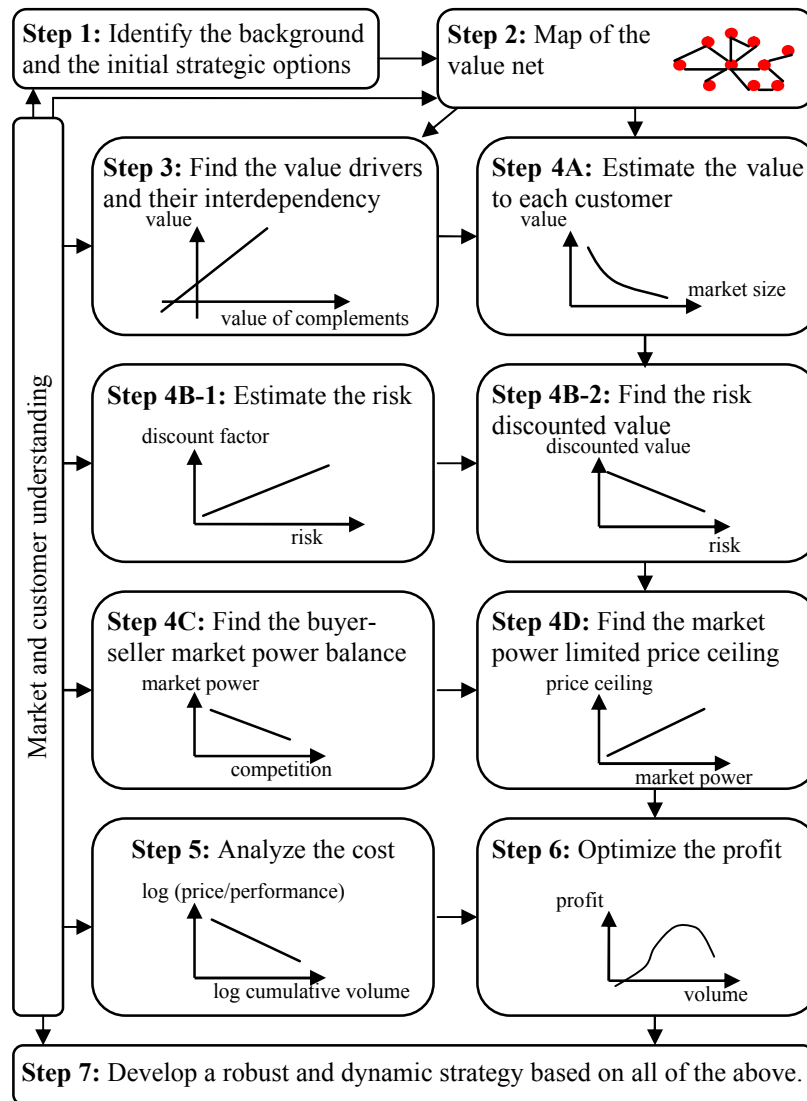 Step 1: Identify the background
and the initial strategic options
Step 2: Map of the
value net
Market and customer understanding
Step 3: Find the value drivers
and their interdependency
value
value of complements
Step 4A: Estimate the value
to each customer
value
market size
Step 4B-1: Estimate the risk
discount factor
risk
Step 4B-2: Find the risk
discounted value
discounted value
risk
Step 4C: Find the buyer-
seller market power balance
market power
competition
Step 4D: Find the market
power limited price ceiling
price ceiling
market power
Step 5: Analyze the cost
log (price/performance)
log cumulative volume
Step 6: Optimize the profit
profit
volume
Step 7: Develop a robust and dynamic strategy based on all of the above.